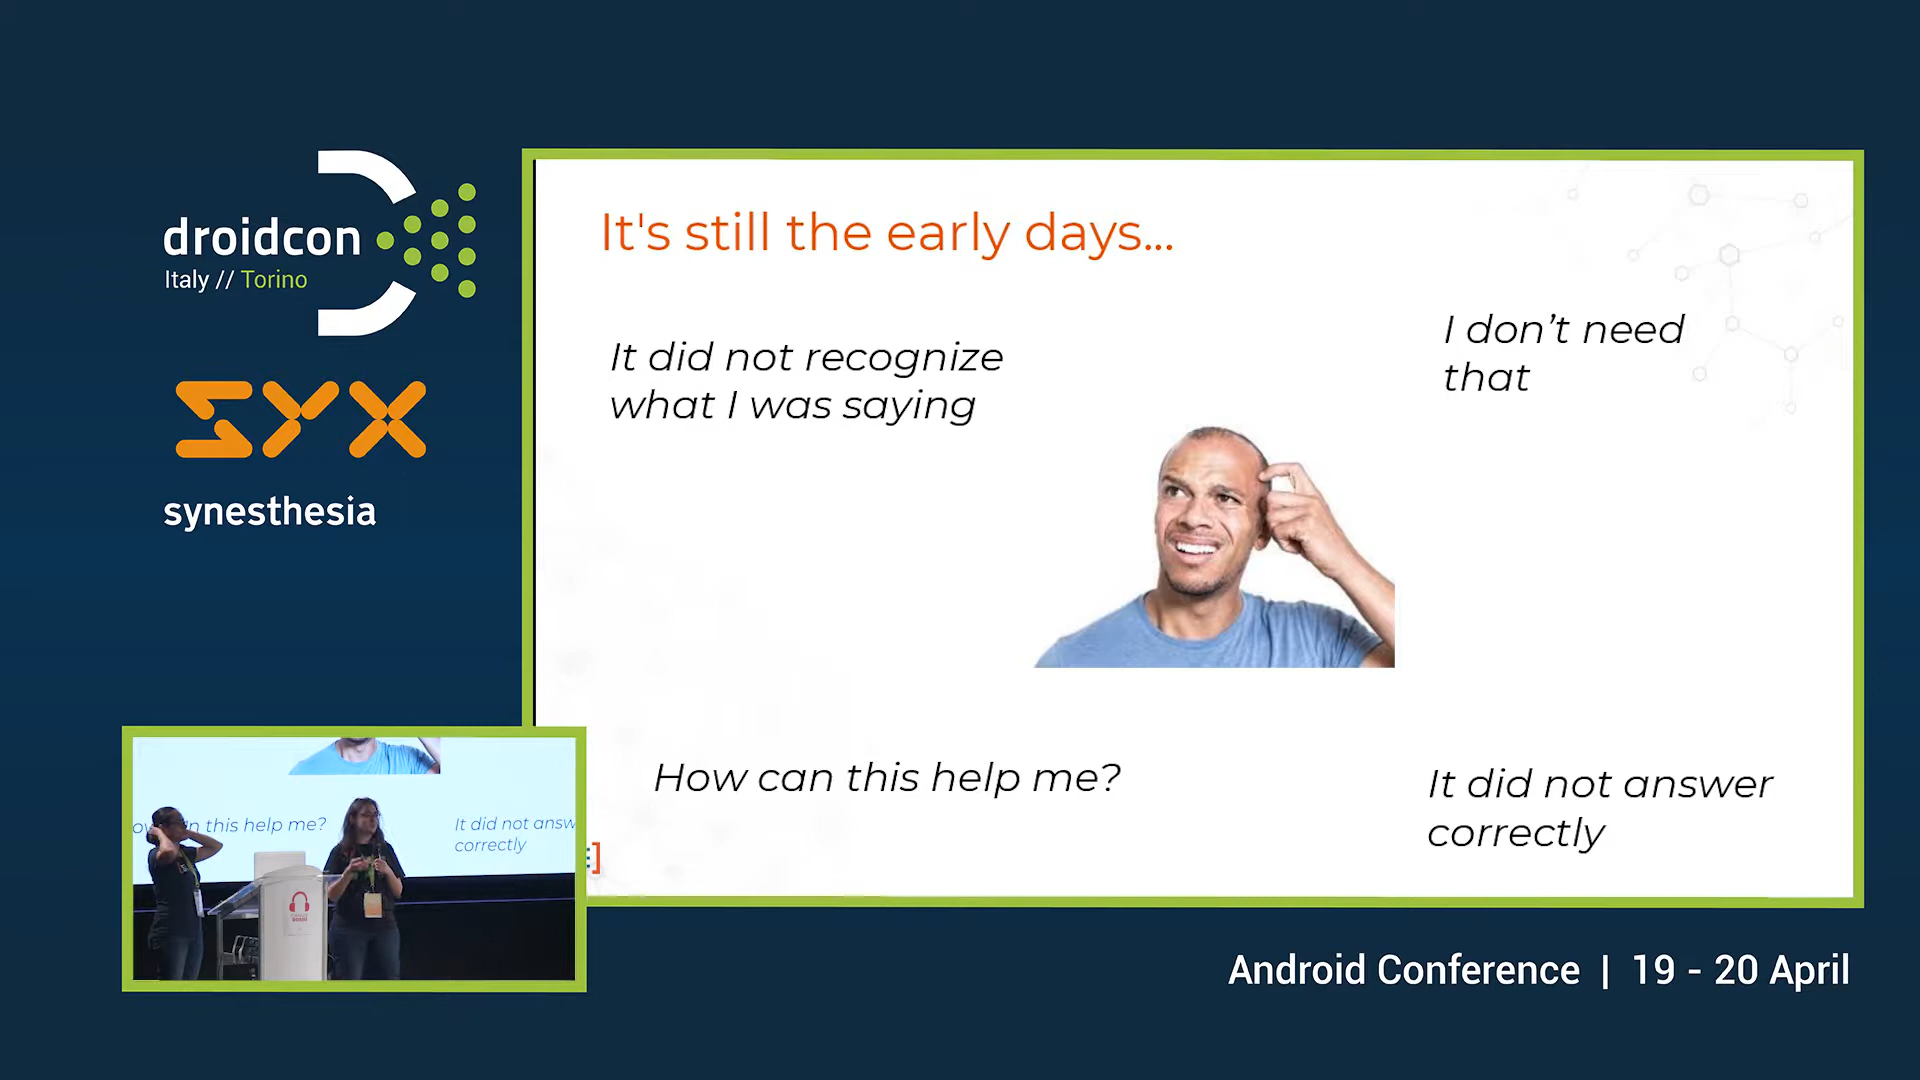 droidcon
Italy // Torino
SYX
synesthesia
It's still the early days...
It did not recognize
what I was saying
I don't need
that
How can this help me?
It did not answer
correctly
]
n this help me?
It did not answ
correctly
Android Conference | 19 - 20 April